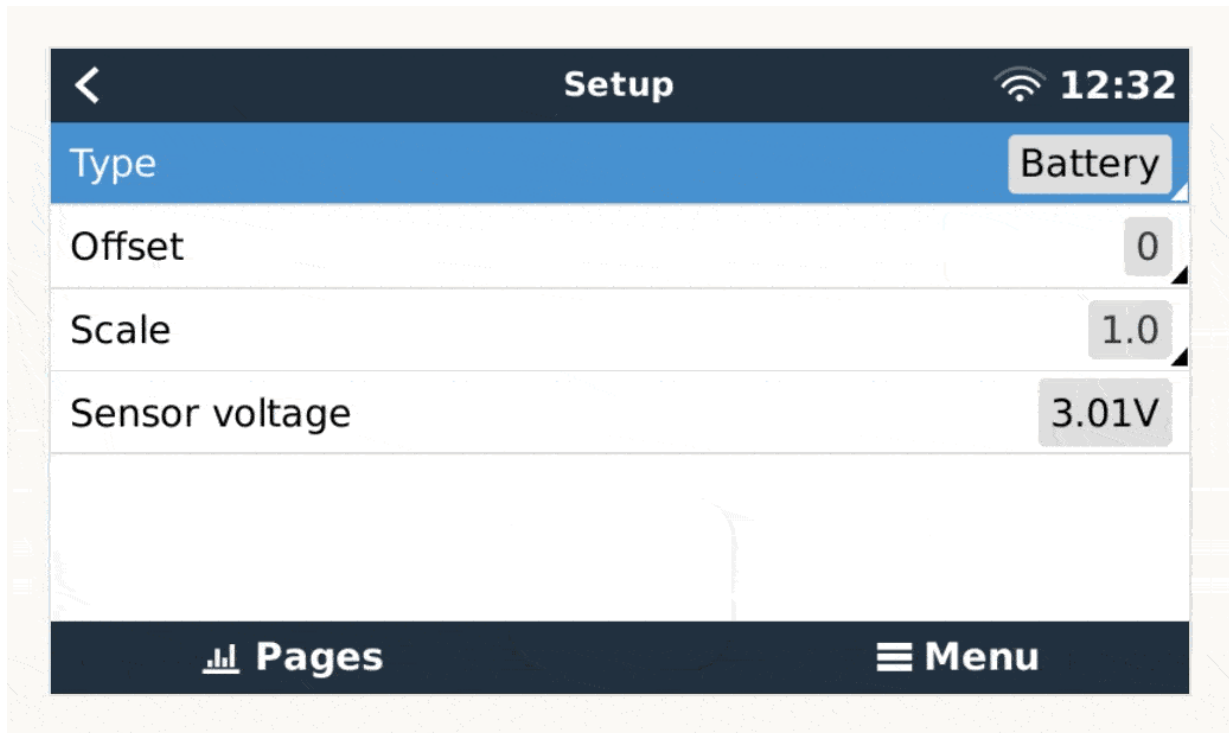 Setup 12:32
Type Battery
Offset 0
Scale 1.0
Sensor voltage 3.01V
Pages Menu